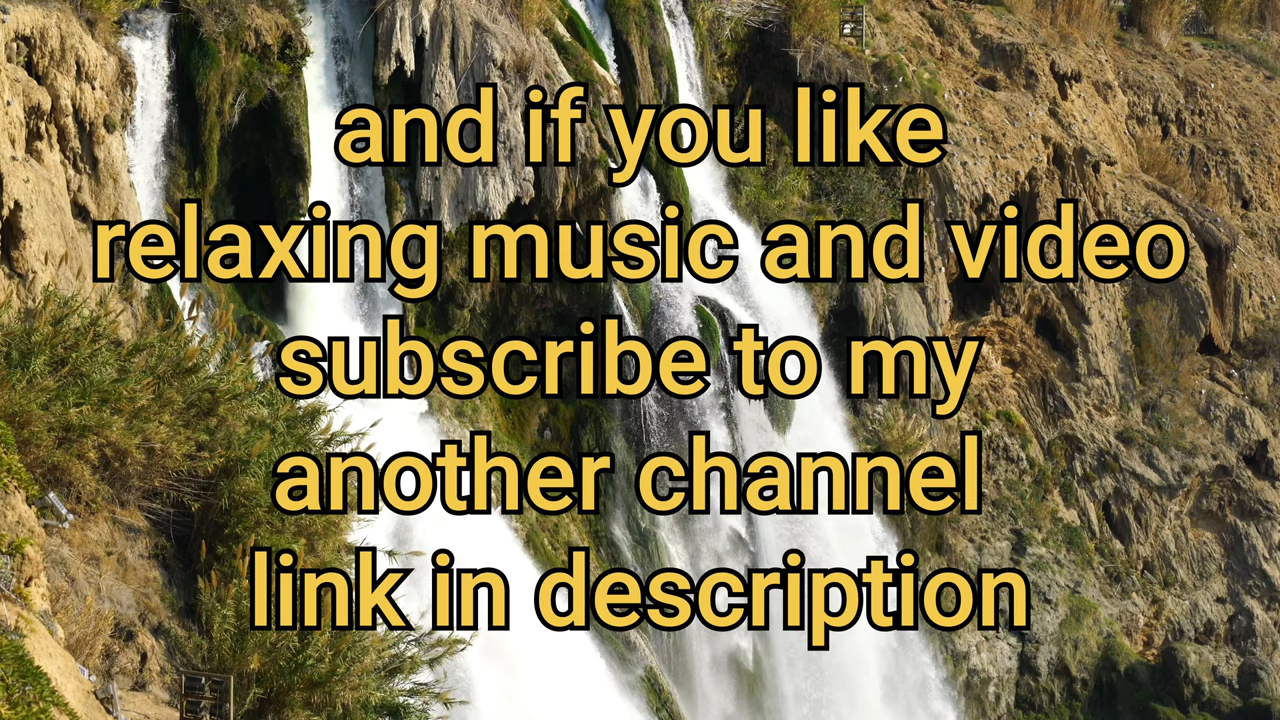 and if you like
relaxing music and video
subscribe to my
another channel
link in description